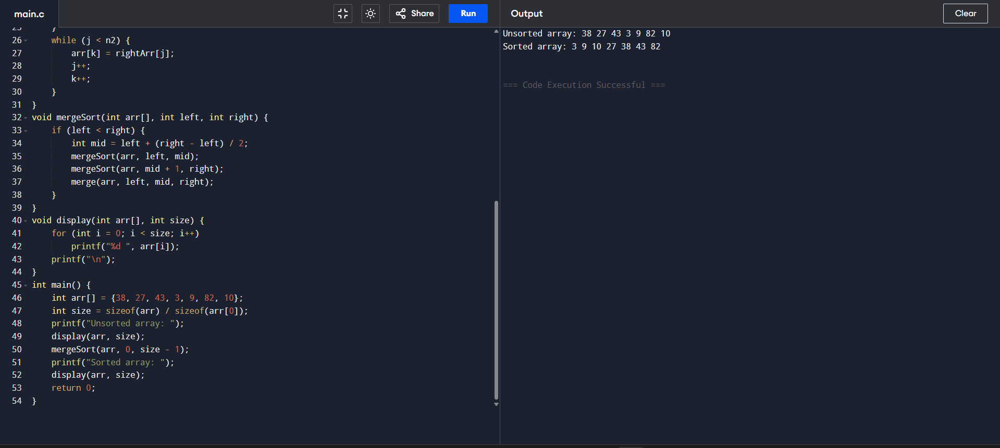 main.c
Share
Run
Output
Clear
25 }
26 while (j < n2) {
27 arr[k] = rightArr[j];
28 j++;
29 k++;
30 }
31 }
32 void mergeSort(int arr[], int left, int right) {
33 if (left < right) {
34 int mid = left + (right - left) / 2;
35 mergeSort(arr, left, mid);
36 mergeSort(arr, mid + 1, right);
37 merge(arr, left, mid, right);
38 }
39 }
40 void display(int arr[], int size) {
41 for (int i = 0; i < size; i++)
42 printf("%d ", arr[i]);
43 printf("\n");
44 }
45 int main() {
46 int arr[] = {38, 27, 43, 3, 9, 82, 10};
47 int size = sizeof(arr) / sizeof(arr[0]);
48 printf("Unsorted array: ");
49 display(arr, size);
50 mergeSort(arr, 0, size - 1);
51 printf("Sorted array: ");
52 display(arr, size);
53 return 0;
54 }
Unsorted array: 38 27 43 3 9 82 10
Sorted array: 3 9 10 27 38 43 82
=== Code Execution Successful ===